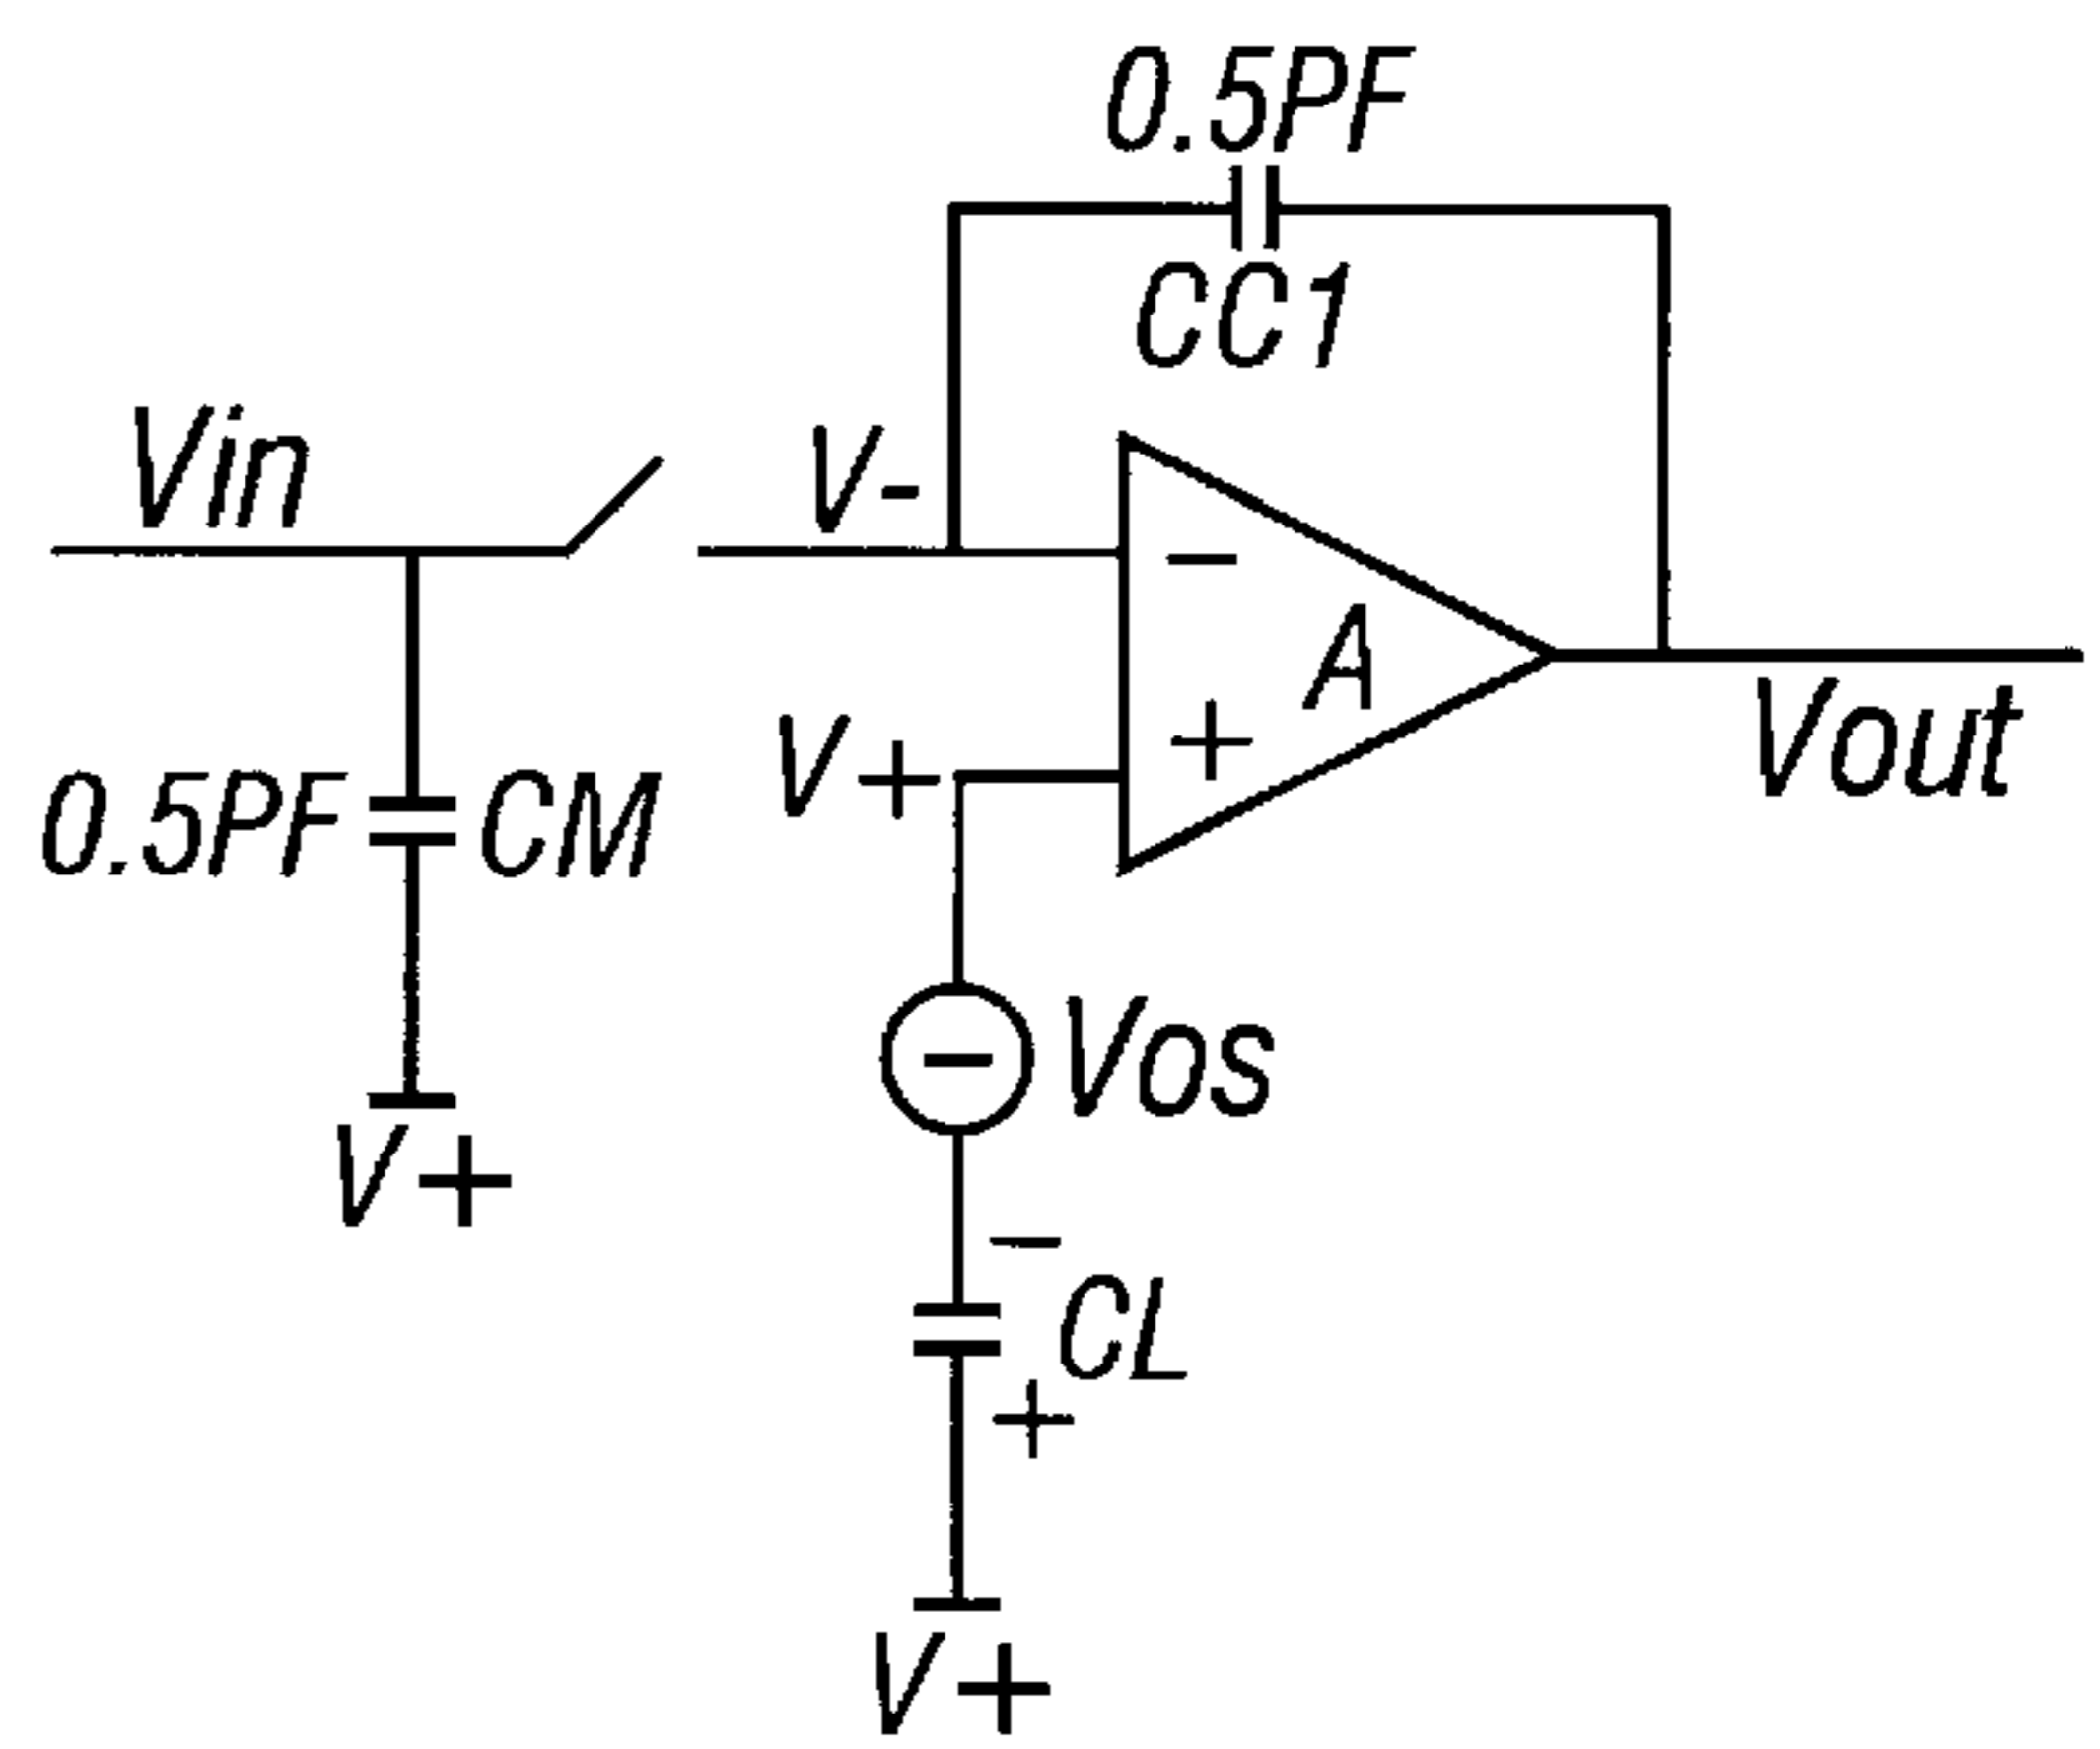 0.5PF
CC1
Vin
V-
-
A
V+
+
Vout
0.5PF
CM
-
Vos
V+
-
CL
+
V+